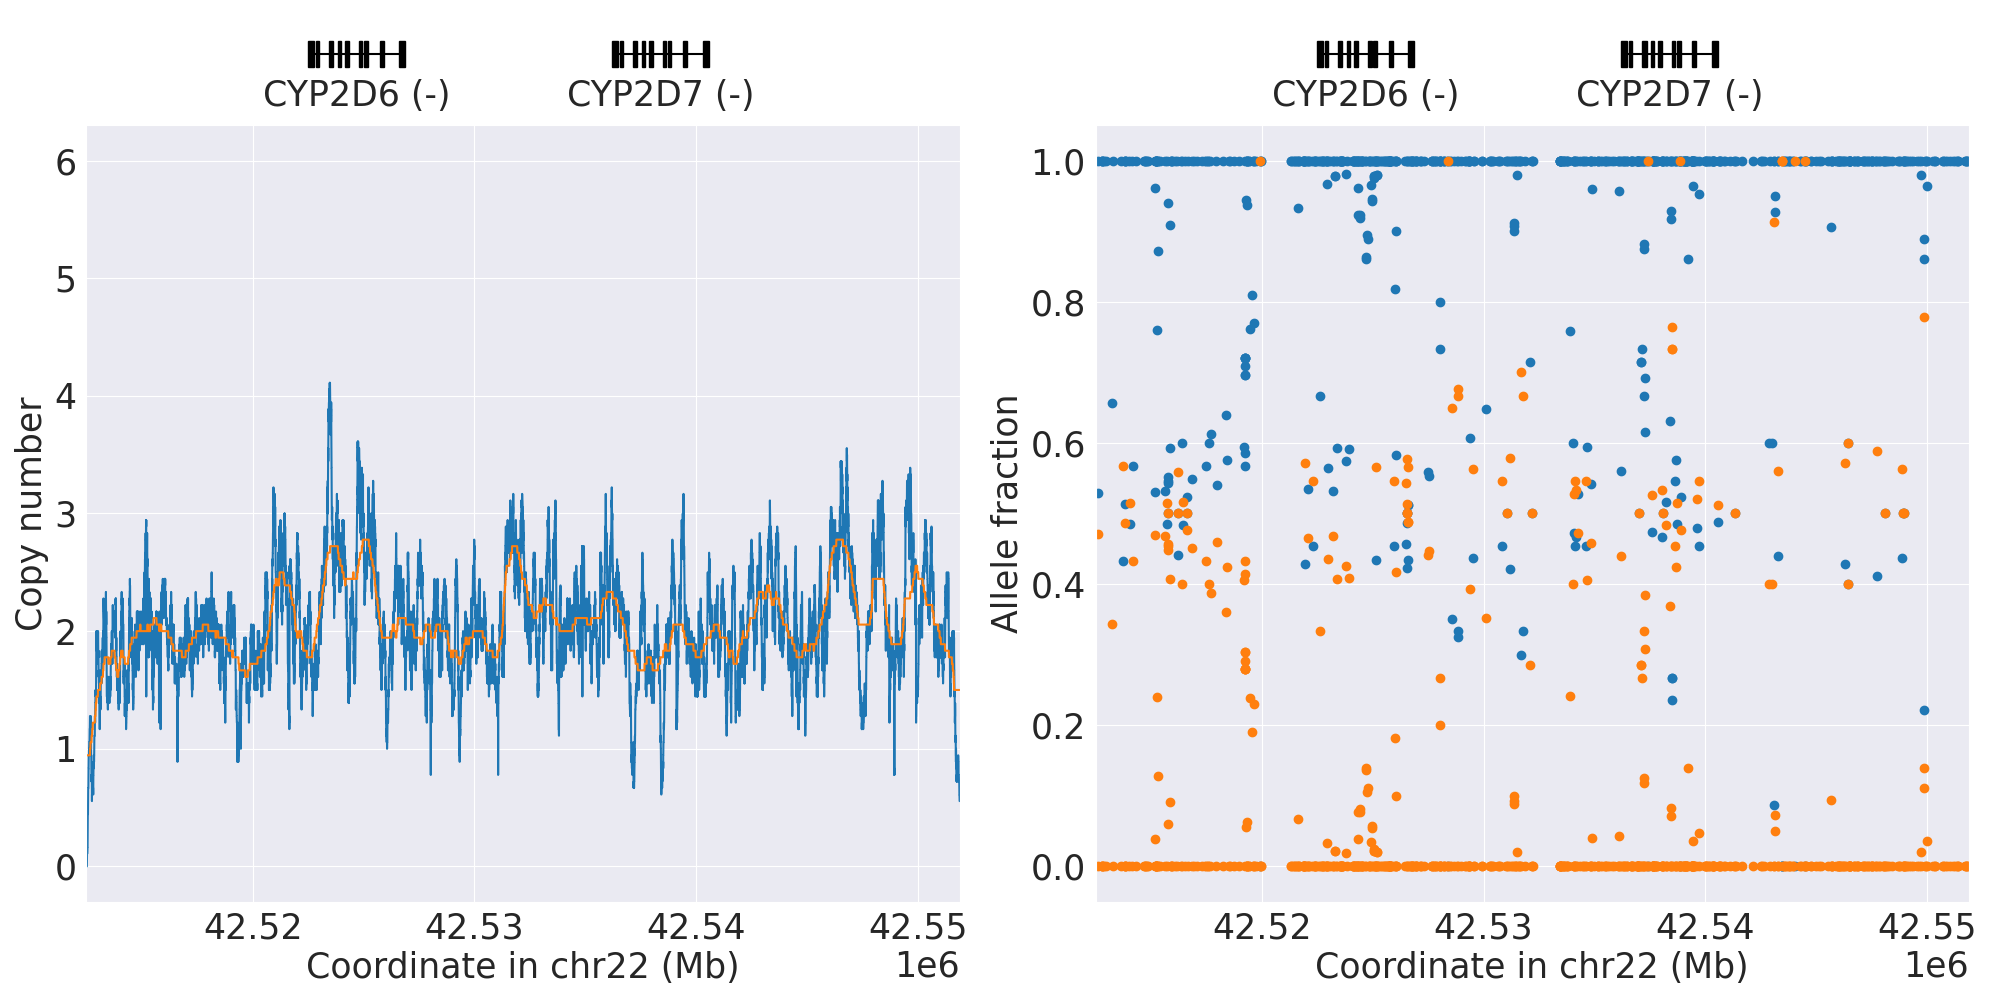 CYP2D6 (-)
CYP2D7 (-)
Copy number
6
5
4
3
2
1
0
42.52
42.53
42.54
42.55
Coordinate in chr22 (Mb)
1e6
CYP2D6 (-)
CYP2D7 (-)
Allele fraction
1.0
0.8
0.6
0.4
0.2
0.0
42.52
42.53
42.54
42.55
Coordinate in chr22 (Mb)
1e6